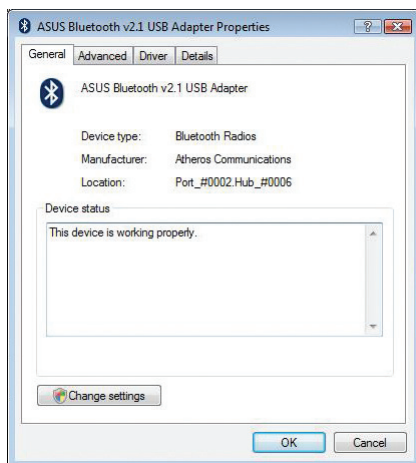 ASUS Bluetooth v2.1 USB Adapter Properties
General Advanced Driver Details
ASUS Bluetooth v2.1 USB Adapter
Device type: Bluetooth Radios
Manufacturer: Atheros Communications
Location: Port_#0002.Hub_#0006
Device status
This device is working properly.
Change settings
OK Cancel